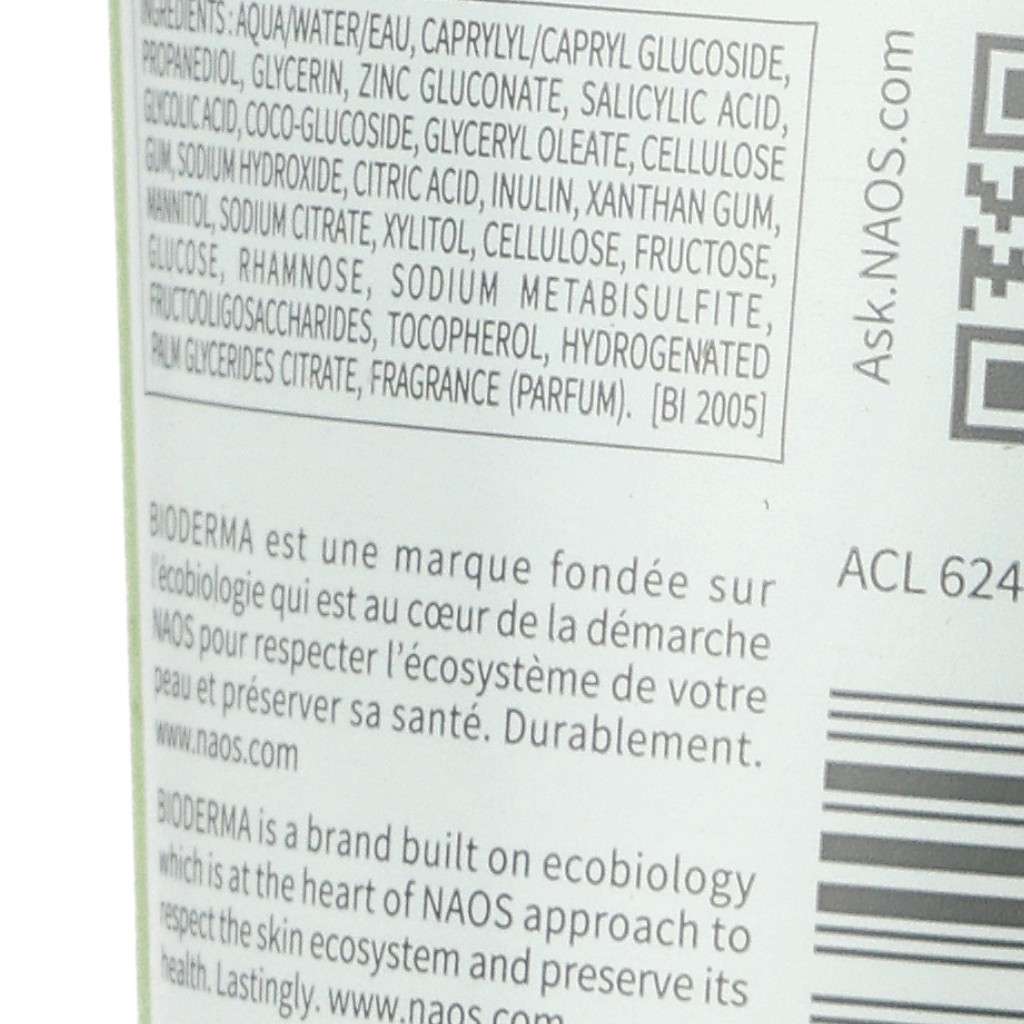 INGREDIENTS : AQUA/WATER/EAU, CAPRYLYL/CAPRYL GLUCOSIDE,
PROPANEDIOL, GLYCERIN, ZINC GLUCONATE, SALICYLIC ACID,
GLYCOLIC ACID, COCO-GLUCOSIDE, GLYCERYL OLEATE, CELLULOSE
GUM, SODIUM HYDROXIDE, CITRIC ACID, INULIN, XANTHAN GUM,
MANNITOL, SODIUM CITRATE, XYLITOL, CELLULOSE, FRUCTOSE,
GLUCOSE, RHAMNOSE, SODIUM METABISULFITE,
FRUCTOOLIGOSACCHARIDES, TOCOPHEROL, HYDROGENATED
PALM GLYCERIDES CITRATE, FRAGRANCE (PARFUM). [BI 2005]
BIODERMA est une marque fondée sur
l'écobiologie qui est au cœur de la démarche
NAOS pour respecter l'écosystème de votre
peau et préserver sa santé. Durablement.
www.naos.com
BIODERMA is a brand built on ecobiology
which is at the heart of NAOS approach to
respect the skin ecosystem and preserve its
health. Lastingly. www.naos.com
Ask.NAOS.com
ACL 624